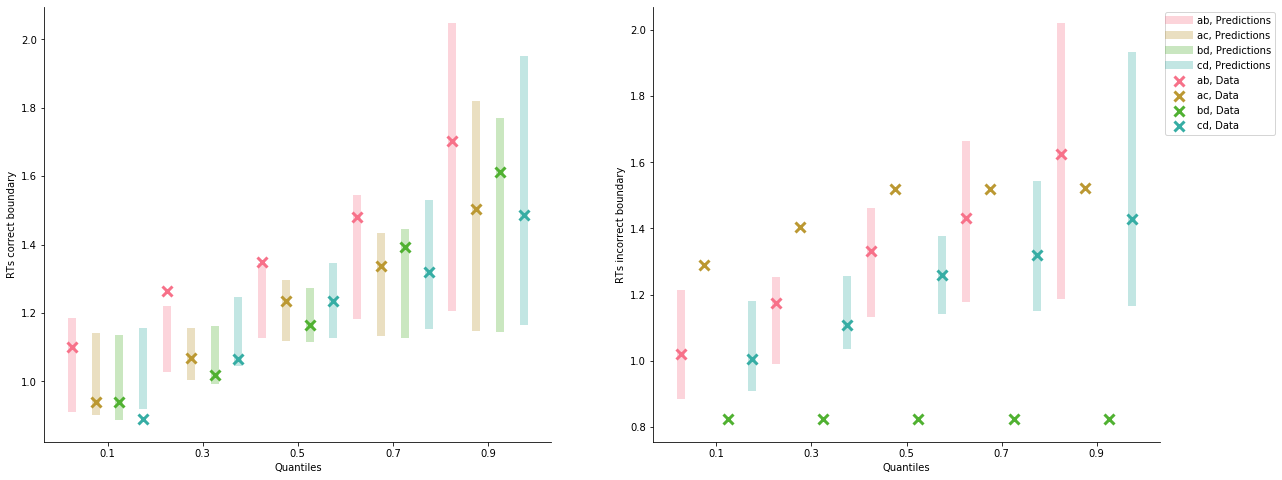 RTs correct boundary
2.0
1.8
1.6
1.4
1.2
1.0
0.1 0.3 0.5 0.7 0.9
Quantiles
RTs incorrect boundary
2.0
1.8
1.6
1.4
1.2
1.0
0.8
0.1 0.3 0.5 0.7 0.9
Quantiles
ab, Predictions
ac, Predictions
bd, Predictions
cd, Predictions
ab, Data
ac, Data
bd, Data
cd, Data